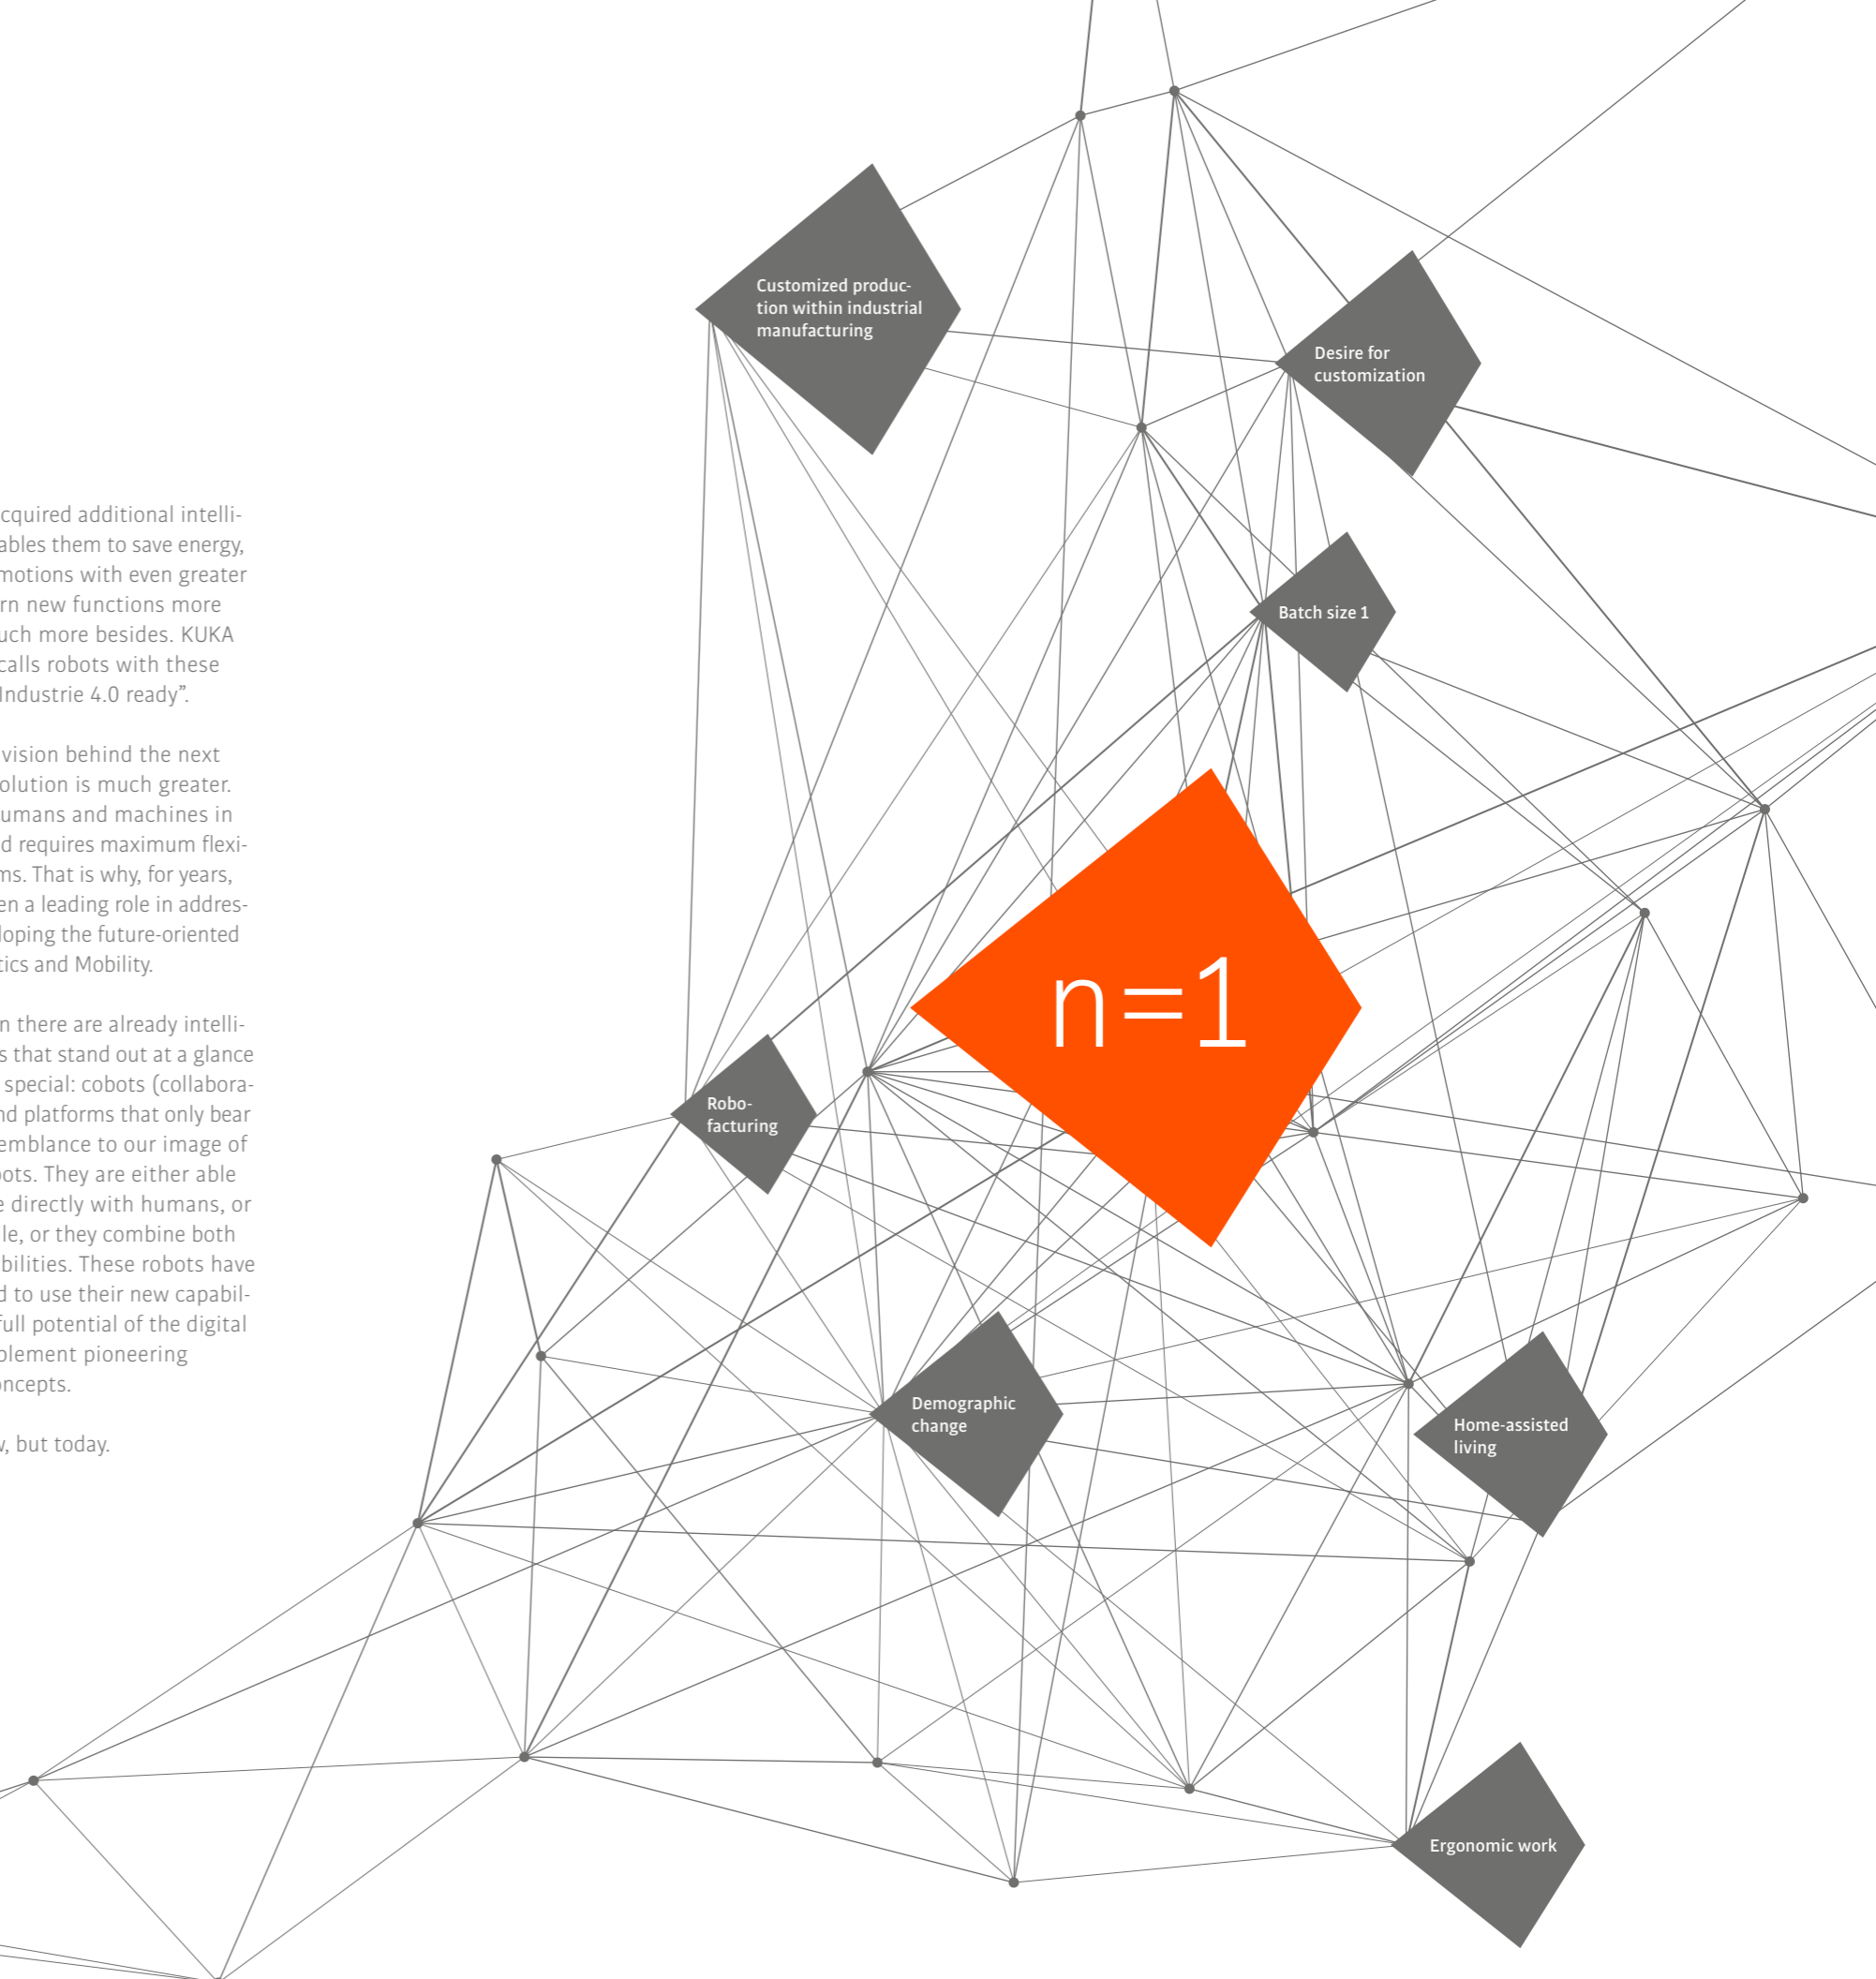 cquired additional intelli-
ables them to save energy,
motions with even greater
rn new functions more
uch more besides. KUKA
calls robots with these
Industrie 4.0 ready”.
vision behind the next
olution is much greater.
umans and machines in
d requires maximum flexi-
ms. That is why, for years,
en a leading role in addres-
loping the future-oriented
tics and Mobility.
n there are already intelli-
s that stand out at a glance
special: cobots (collabora-
nd platforms that only bear
emblance to our image of
ots. They are either able
e directly with humans, or
le, or they combine both
bilities. These robots have
d to use their new capabil-
full potential of the digital
plement pioneering
oncepts.
w, but today.
Customized produc-
tion within industrial
manufacturing
Desire for
customization
Batch size 1
n=1
Robo-
facturing
Demographic
change
Home-assisted
living
Ergonomic work